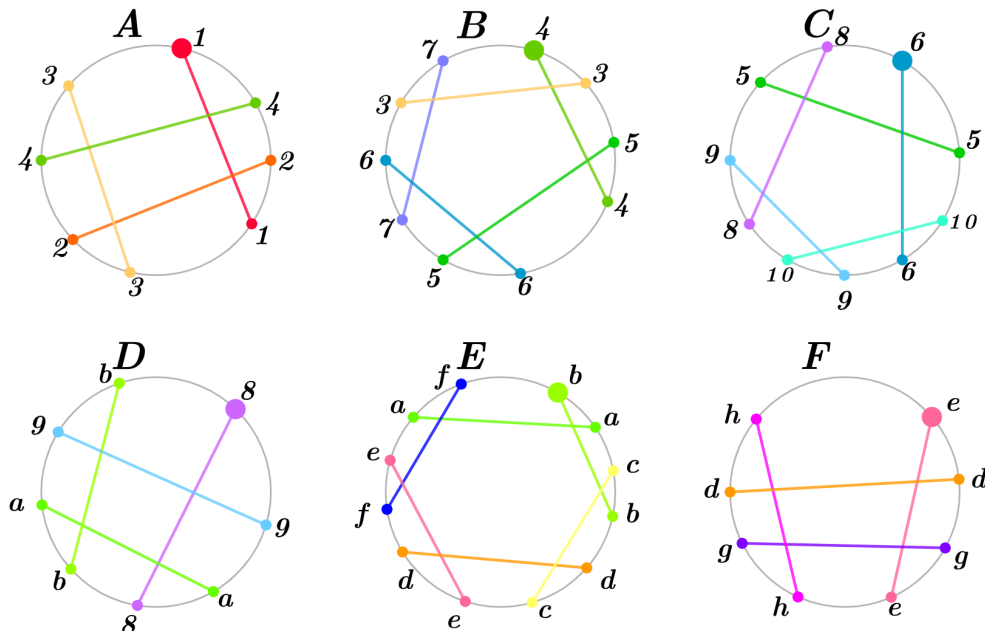 A B C
1 4 8 6
3 7 3 5
4 3 5
4 6 4 9
2 2 7 8 10
1 5 6 10 6
3 9
D E F
b 8 f b e
9 a a h
e c
a 9 f b d d
b d d g g
8 a e c h e